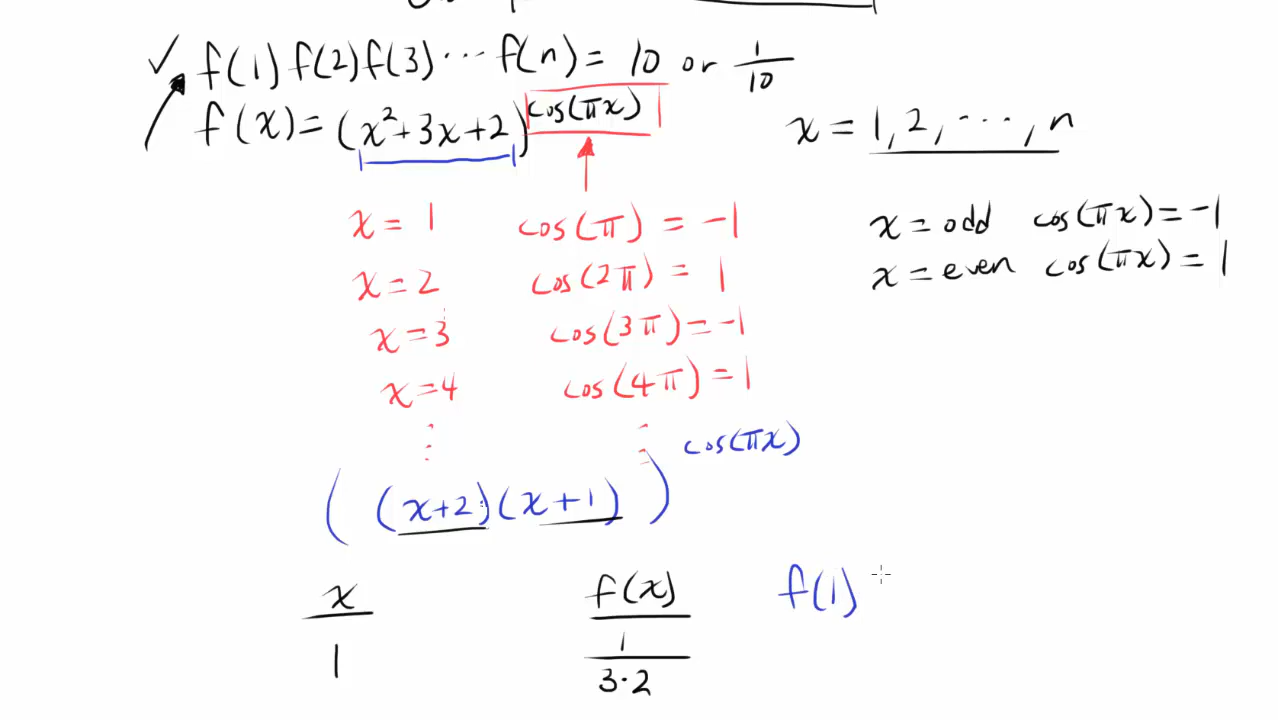 ✓ f(1) f(2) f(3) ··· f(n) = 10 or 1/10
f(x) = (x²+3x+2)^cos(πx) x = 1, 2, ···, n
x = 1 cos(π) = -1 x = odd cos(πx) = -1
x = 2 cos(2π) = 1 x = even cos(πx) = 1
x = 3 cos(3π) = -1
x = 4 cos(4π) = 1
⋮ ⋮
((x+2)(x+1))^cos(πx)
x f(x) f(1)
1 1/(3·2)